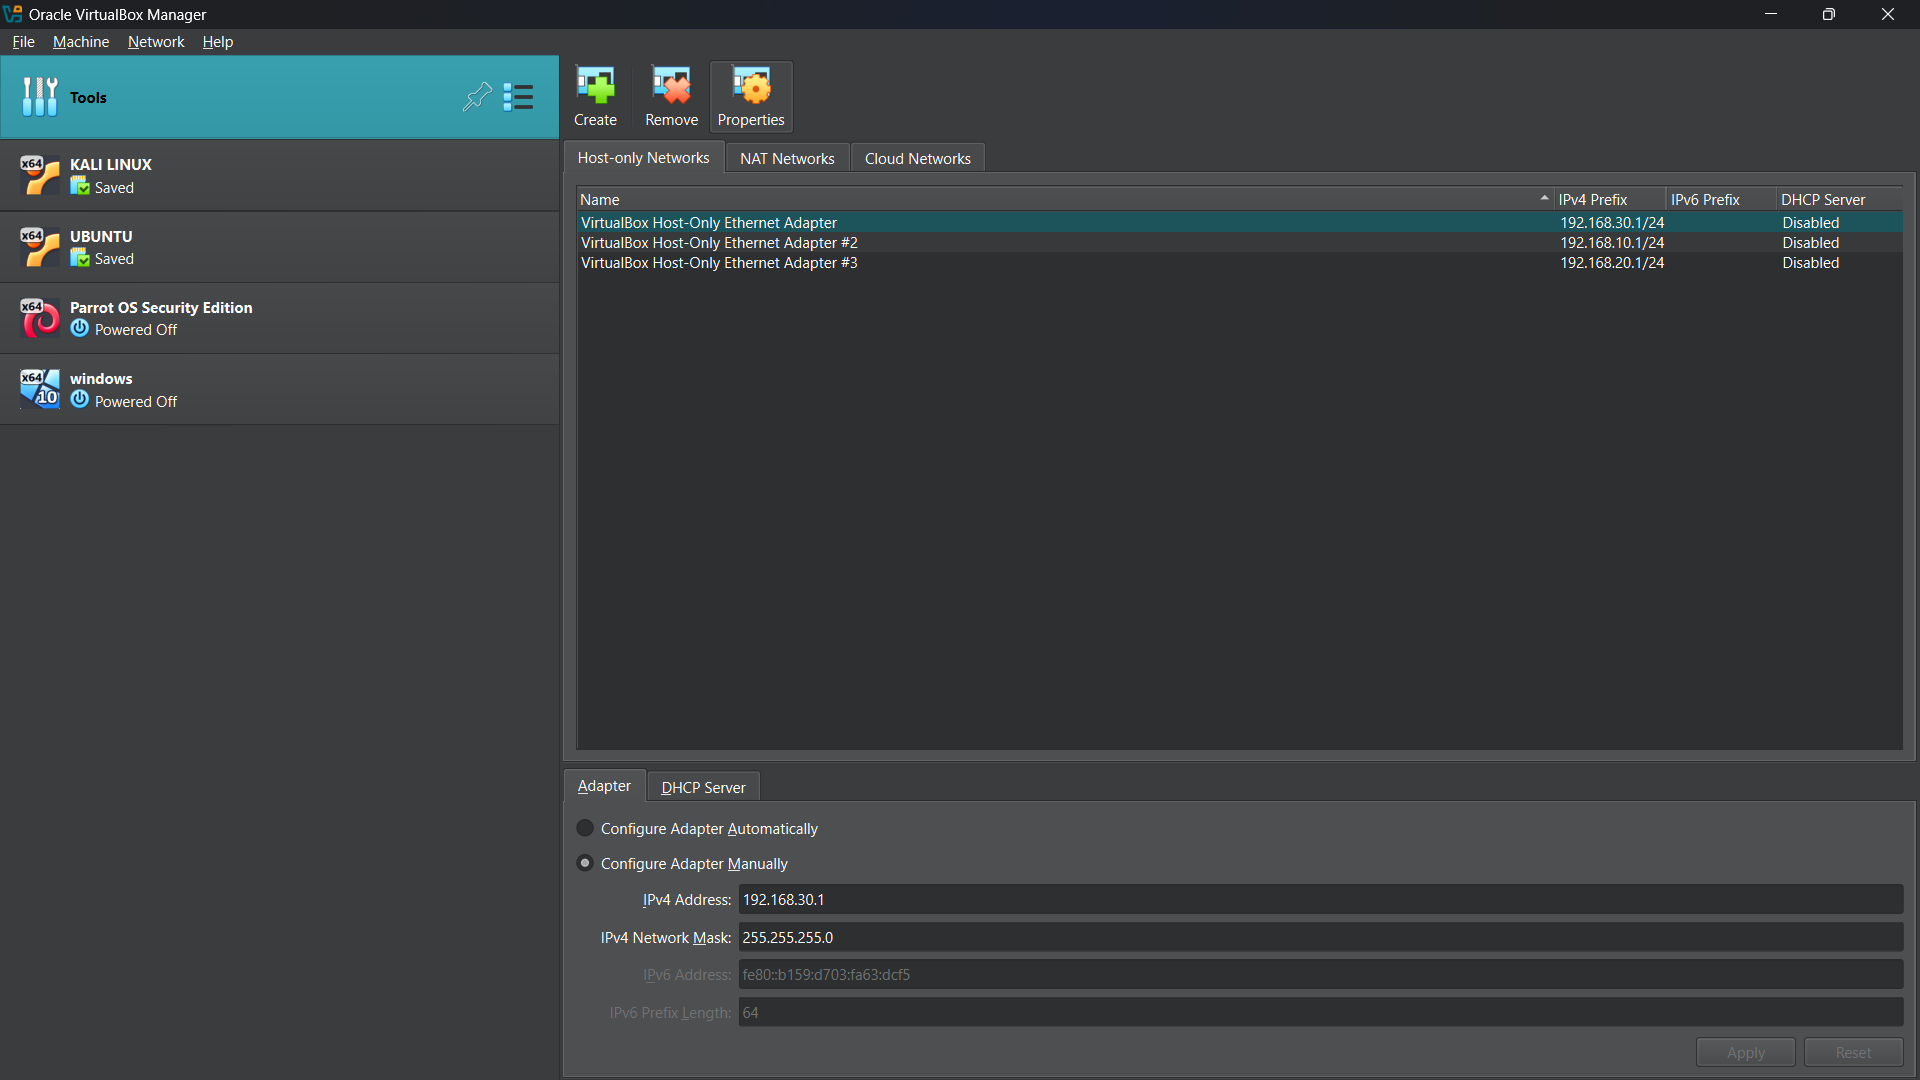 Oracle VirtualBox Manager
File Machine Network Help
Tools
x64
KALI LINUX
Saved
x64
UBUNTU
Saved
x64
Parrot OS Security Edition
Powered Off
x64
10
windows
Powered Off
Create Remove Properties
Host-only Networks NAT Networks Cloud Networks
Name IPv4 Prefix IPv6 Prefix DHCP Server
VirtualBox Host-Only Ethernet Adapter 192.168.30.1/24 Disabled
VirtualBox Host-Only Ethernet Adapter #2 192.168.10.1/24 Disabled
VirtualBox Host-Only Ethernet Adapter #3 192.168.20.1/24 Disabled
Adapter DHCP Server
Configure Adapter Automatically
Configure Adapter Manually
IPv4 Address: 192.168.30.1
IPv4 Network Mask: 255.255.255.0
IPv6 Address: fe80::b159:d703:fa63:dcf5
IPv6 Prefix Length: 64
Apply Reset